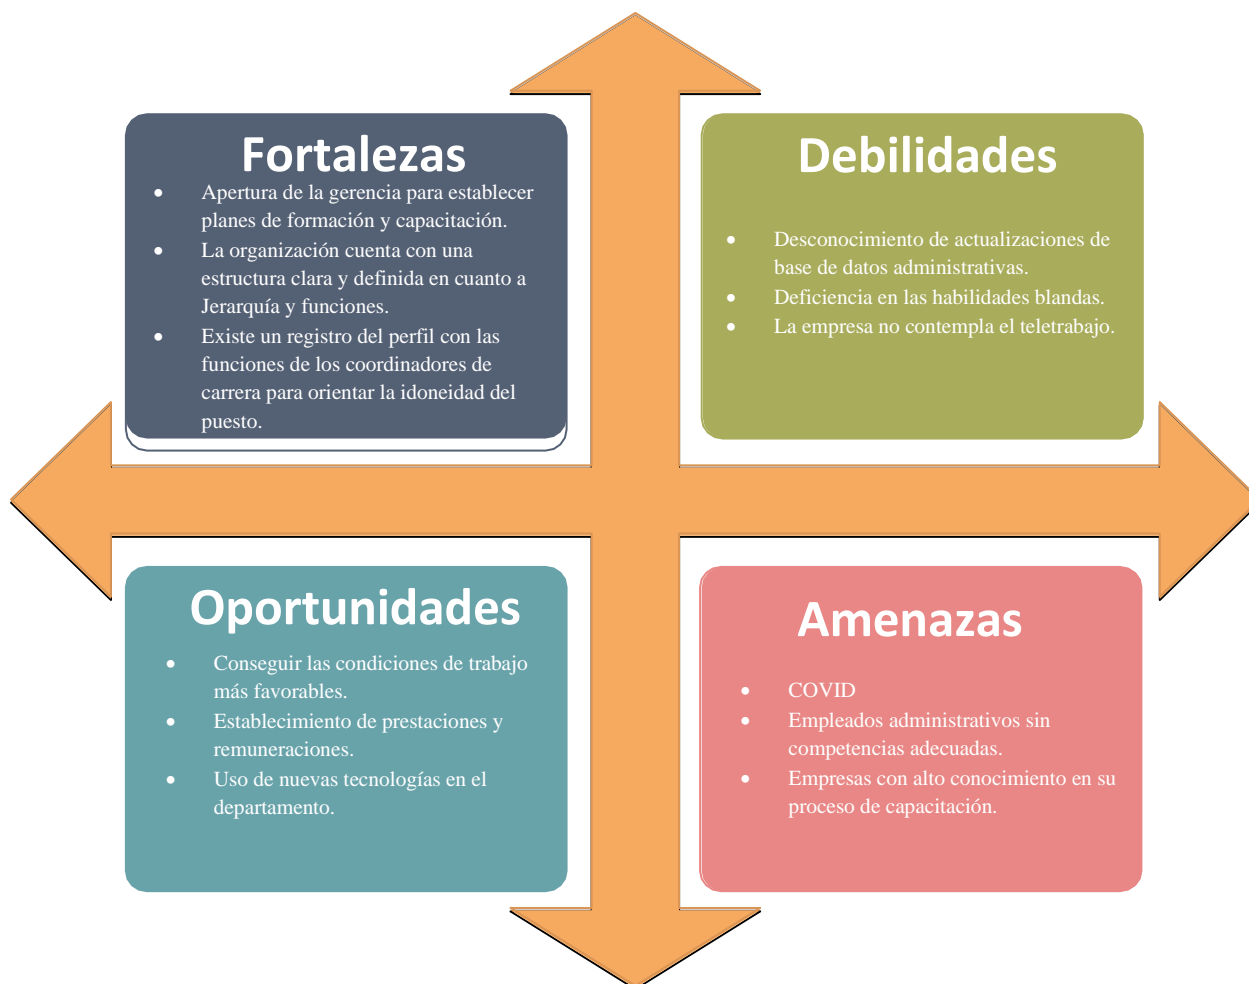 Fortalezas
• Apertura de la gerencia para establecer
planes de formación y capacitación.
• La organización cuenta con una
estructura clara y definida en cuanto a
Jerarquía y funciones.
• Existe un registro del perfil con las
funciones de los coordinadores de
carrera para orientar la idoneidad del
puesto.
Debilidades
• Desconocimiento de actualizaciones de
base de datos administrativas.
• Deficiencia en las habilidades blandas.
• La empresa no contempla el teletrabajo.
Oportunidades
• Conseguir las condiciones de trabajo
más favorables.
• Establecimiento de prestaciones y
remuneraciones.
• Uso de nuevas tecnologías en el
departamento.
Amenazas
• COVID
• Empleados administrativos sin
competencias adecuadas.
• Empresas con alto conocimiento en su
proceso de capacitación.